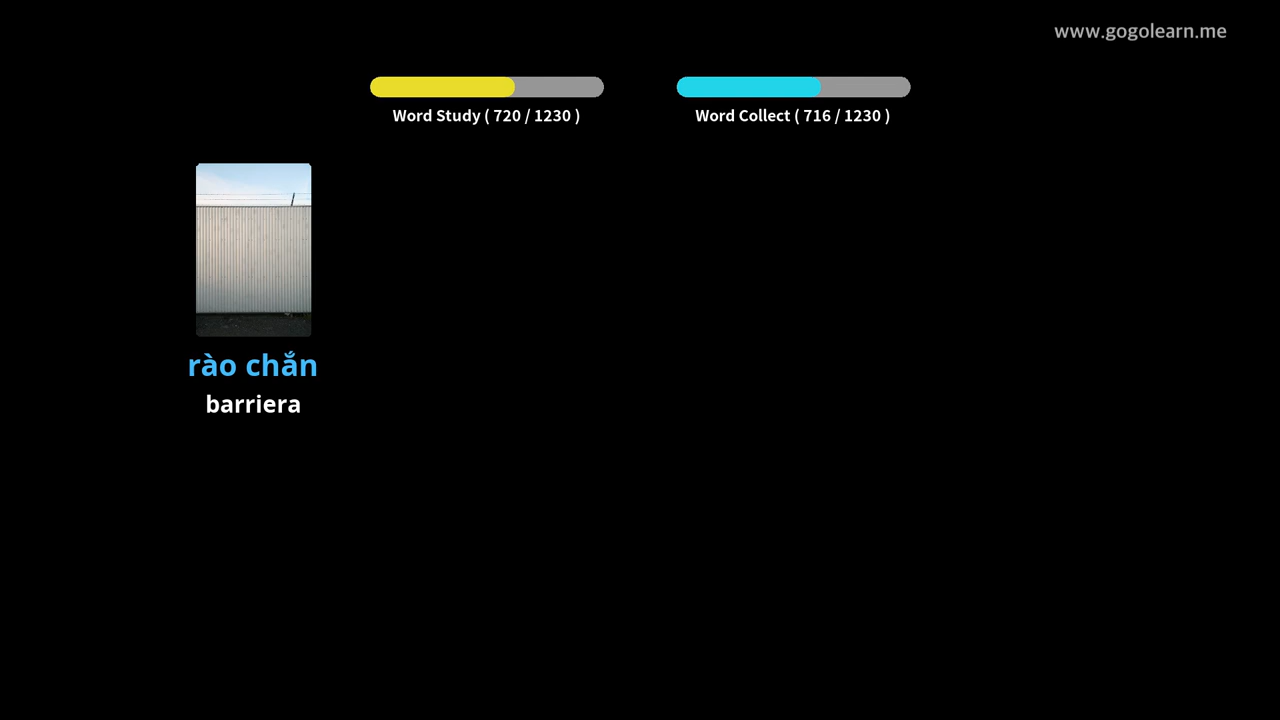 www.gogolearn.me
Word Study ( 720 / 1230 )
Word Collect ( 716 / 1230 )
rào chắn
barriera